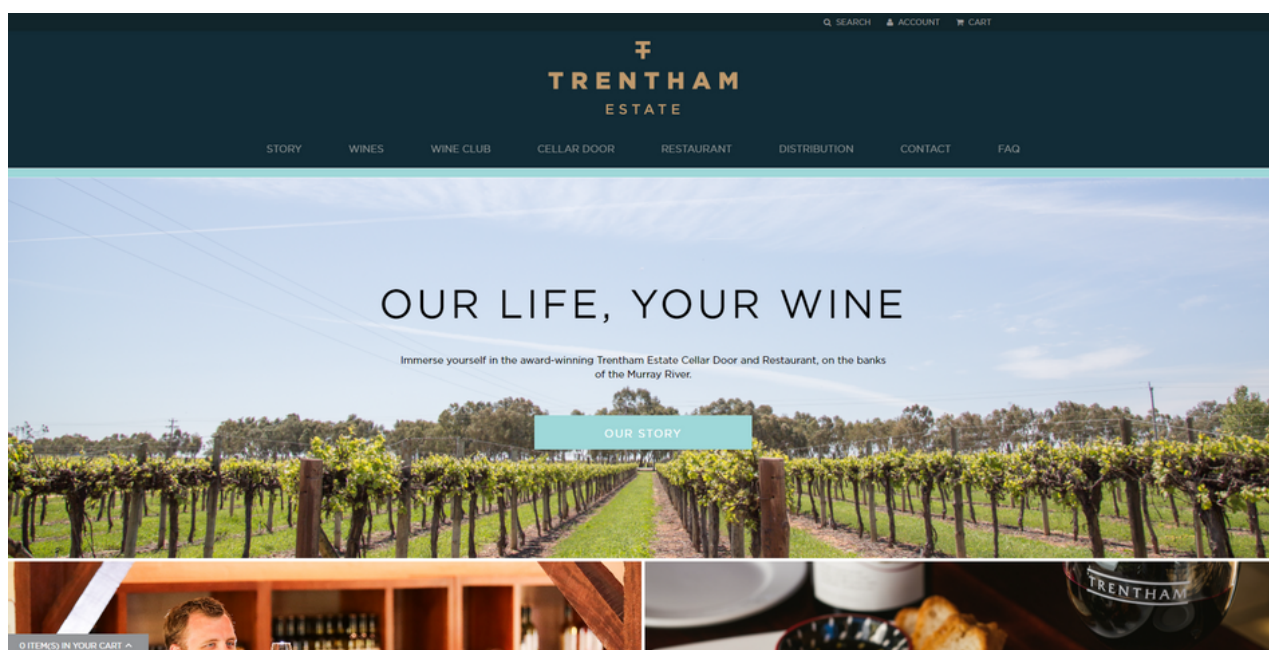 SEARCH ACCOUNT CART
TRENTHAM
ESTATE
STORY WINES WINE CLUB CELLAR DOOR RESTAURANT DISTRIBUTION CONTACT FAQ
OUR LIFE, YOUR WINE
Immerse yourself in the award-winning Trentham Estate Cellar Door and Restaurant, on the banks
of the Murray River.
OUR STORY
TRENTHAM
0 ITEM(S) IN YOUR CART